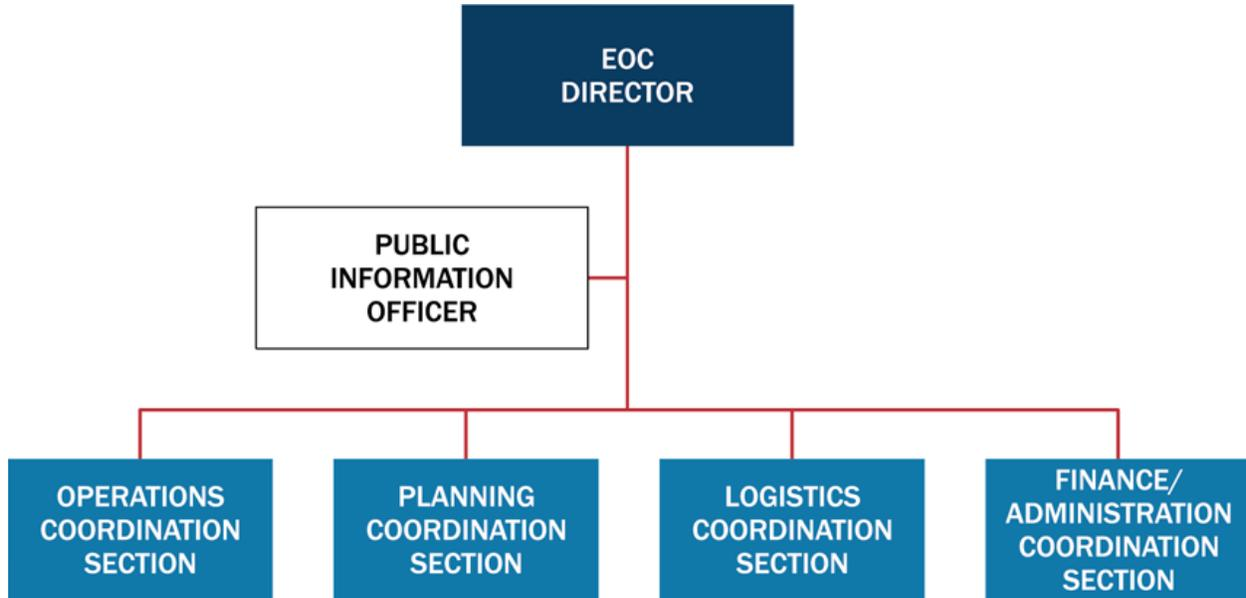 EOC
DIRECTOR
PUBLIC
INFORMATION
OFFICER
OPERATIONS
COORDINATION
SECTION
PLANNING
COORDINATION
SECTION
LOGISTICS
COORDINATION
SECTION
FINANCE/
ADMINISTRATION
COORDINATION
SECTION